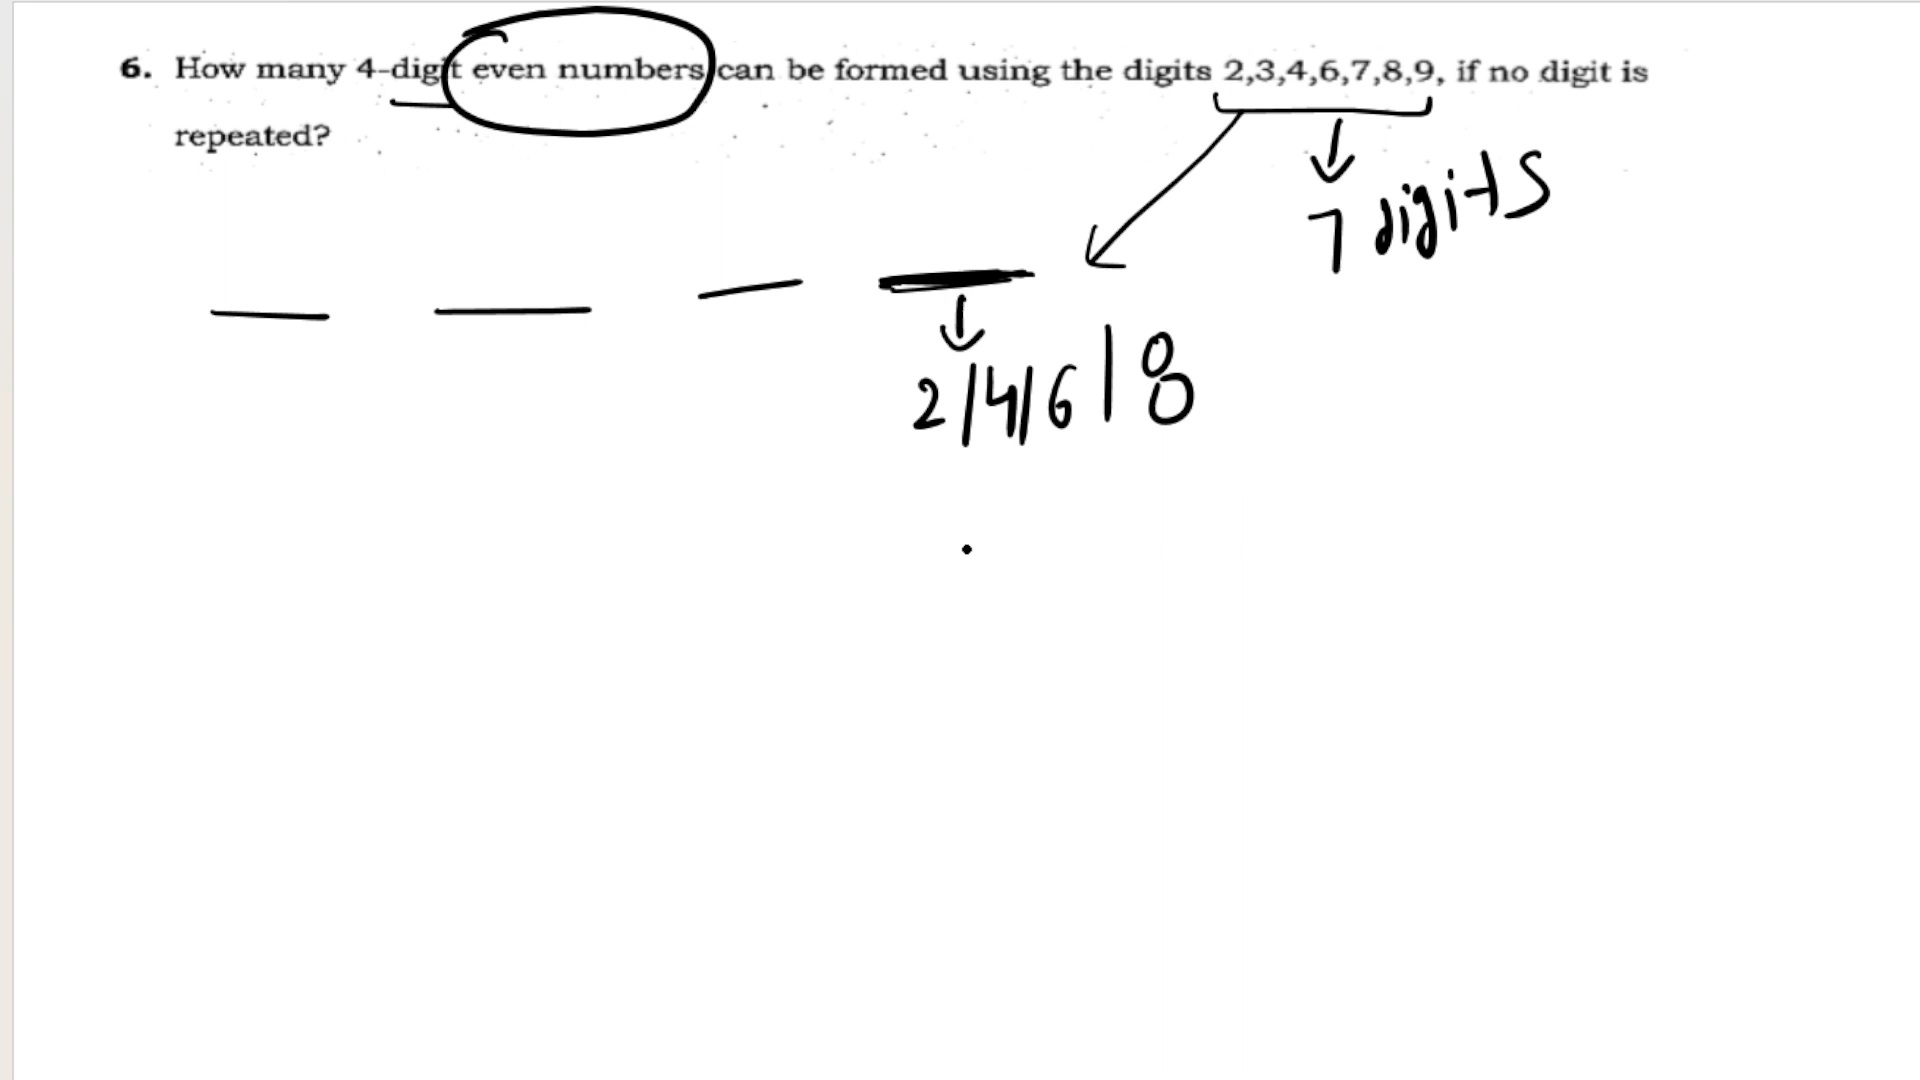 6. How many 4-digit even numbers can be formed using the digits 2,3,4,6,7,8,9, if no digit is
repeated?
7 digits
2/4/6/8